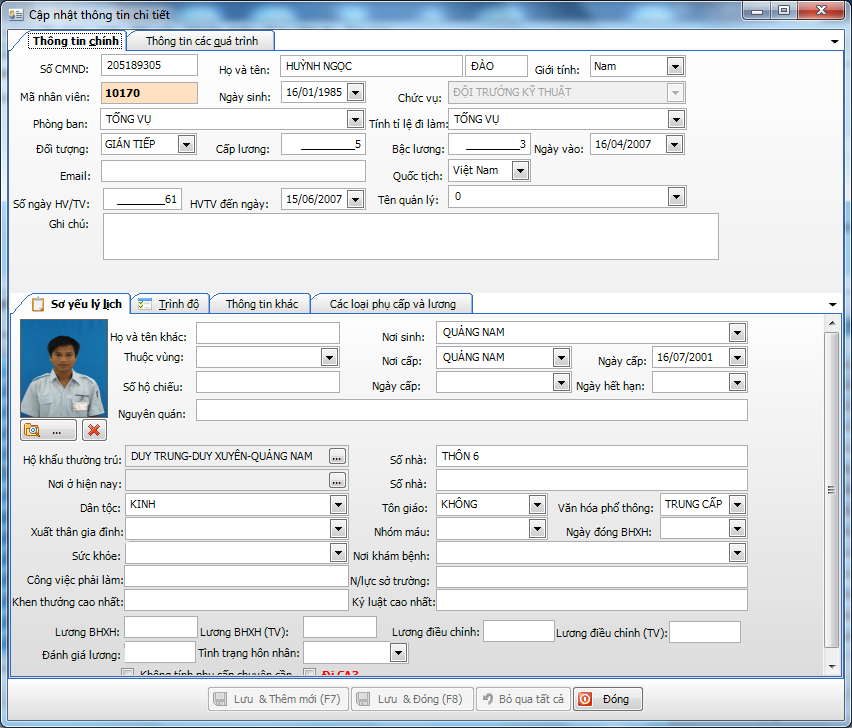 Cập nhật thông tin chi tiết
Thông tin chính Thông tin các quá trình
Số CMND: 205189305 Họ và tên: HUỲNH NGỌC ĐÀO Giới tính: Nam
Mã nhân viên: 10170 Ngày sinh: 16/01/1985 Chức vụ: ĐỘI TRƯỞNG KỸ THUẬT
Phòng ban: TỔNG VỤ Tính tỉ lệ đi làm: TỔNG VỤ
Đối tượng: GIÁN TIẾP Cấp lương: ________5 Bậc lương: ________3 Ngày vào: 16/04/2007
Email: Quốc tịch: Việt Nam
Số ngày HV/TV: ________61 HVTV đến ngày: 15/06/2007 Tên quản lý: 0
Ghi chú:
Sơ yếu lý lịch Trình độ Thông tin khác Các loại phụ cấp và lương
Họ và tên khác: Nơi sinh: QUẢNG NAM
Thuộc vùng: Nơi cấp: QUẢNG NAM Ngày cấp: 16/07/2001
Số hộ chiếu: Ngày cấp: Ngày hết hạn:
Nguyên quán:
...
Hộ khẩu thường trú: DUY TRUNG-DUY XUYÊN-QUẢNG NAM ... Số nhà: THÔN 6
Nơi ở hiện nay: ... Số nhà:
Dân tộc: KINH Tôn giáo: KHÔNG Văn hóa phổ thông: TRUNG CẤP
Xuất thân gia đình: Nhóm máu: Ngày đóng BHXH:
Sức khỏe: Nơi khám bệnh:
Công việc phải làm: N/lực sở trường:
Khen thưởng cao nhất: Kỷ luật cao nhất:
Lương BHXH: Lương BHXH (TV): Lương điều chỉnh: Lương điều chỉnh (TV):
Đánh giá lương: Tình trạng hôn nhân:
Không tính phụ cấp chuyên cần Đi CA3
Lưu & Thêm mới (F7) Lưu & Đóng (F8) Bỏ qua tất cả Đóng